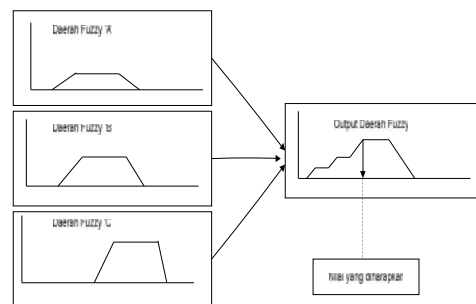 Daerah Fuzzy 'A'
Daerah Fuzzy 'B'
Output Daerah Fuzzy
Daerah Fuzzy 'C'
Nilai yang diharapkan